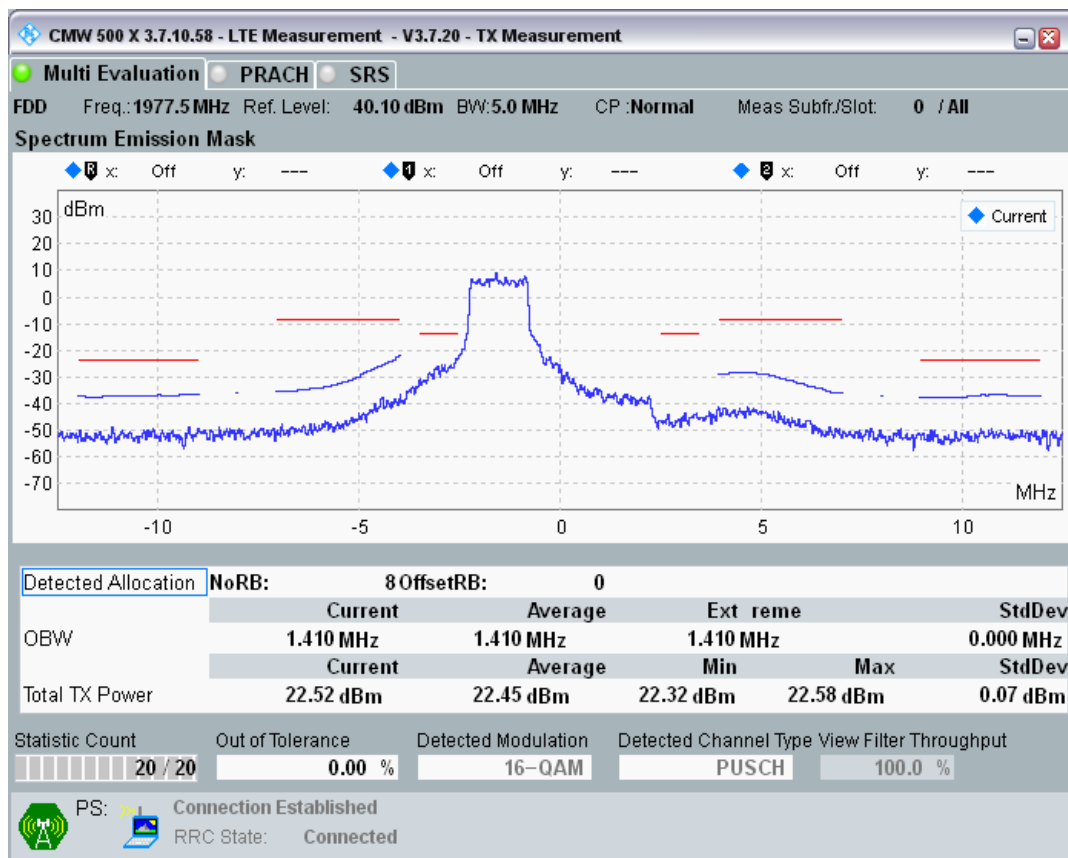 CMW 500 X 3.7.10.58 - LTE Measurement - V3.7.20 - TX Measurement
Multi Evaluation PRACH SRS
FDD Freq.: 1977.5 MHz Ref. Level: 40.10 dBm BW: 5.0 MHz CP : Normal Meas Subfr./Slot: 0 / All
Spectrum Emission Mask
R x: Off y: --- 1 x: Off y: --- 2 x: Off y: ---
dBm
Current
30
20
10
0
-10
-20
-30
-40
-50
-60
-70
MHz
-10 -5 0 5 10
Detected Allocation NoRB: 8 OffsetRB: 0
Current Average Ext reme StdDev
OBW 1.410 MHz 1.410 MHz 1.410 MHz 0.000 MHz
Current Average Min Max StdDev
Total TX Power 22.52 dBm 22.45 dBm 22.32 dBm 22.58 dBm 0.07 dBm
Statistic Count Out of Tolerance Detected Modulation Detected Channel Type View Filter Throughput
20 / 20 0.00 % 16-QAM PUSCH 100.0 %
PS: Connection Established
RRC State: Connected